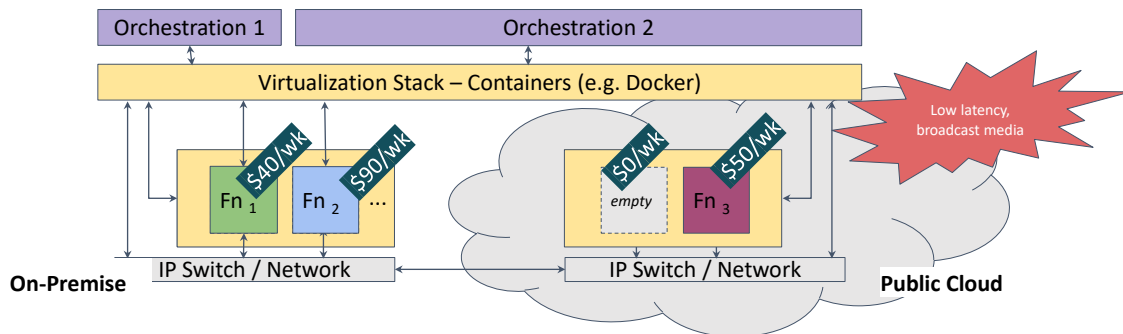 Orchestration 1
Orchestration 2
Virtualization Stack – Containers (e.g. Docker)
Low latency,
broadcast media
$40/wk
$90/wk
$0/wk
$50/wk
Fn 1
Fn 2
...
empty
Fn 3
IP Switch / Network
IP Switch / Network
On-Premise
Public Cloud